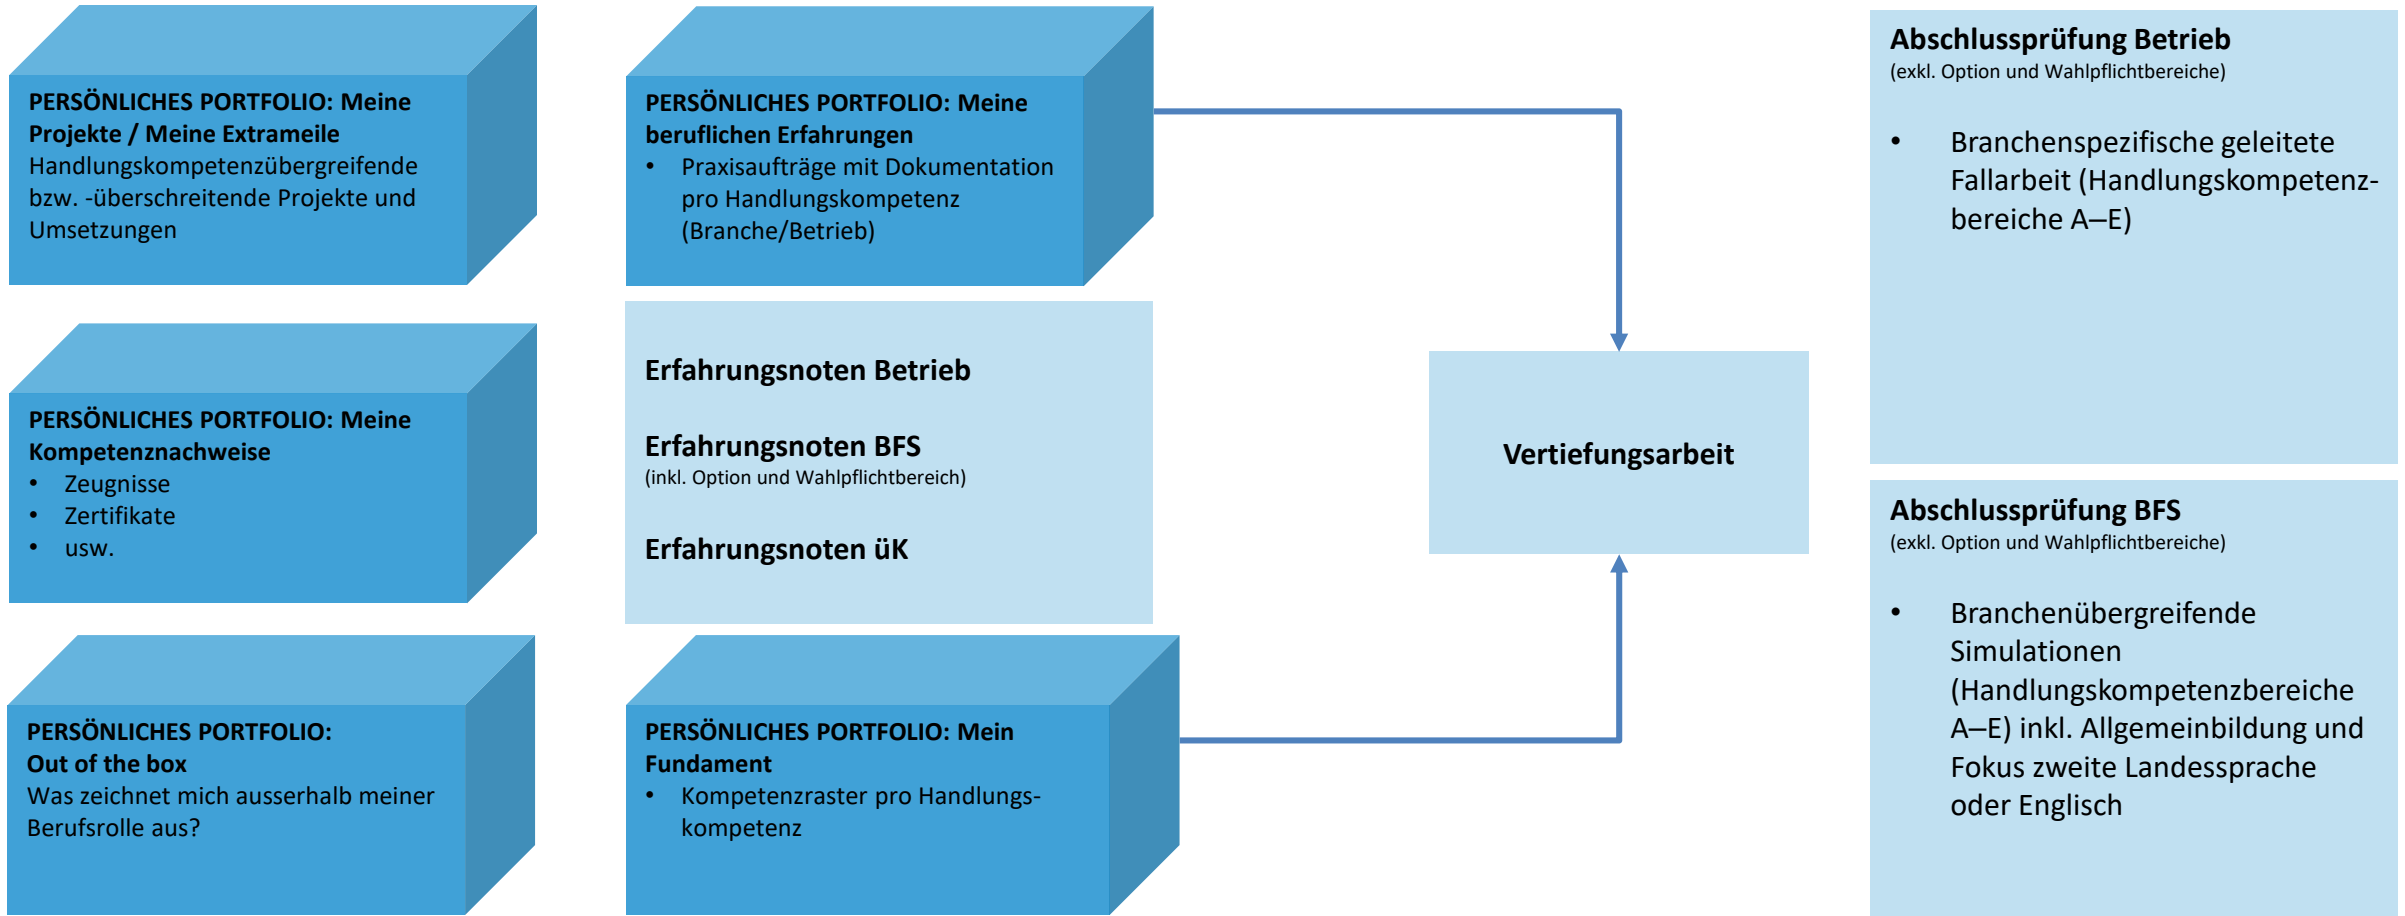 PERSÖNLICHES PORTFOLIO: Meine
Projekte / Meine Extrameile
Handlungskompetenzübergreifende
bzw. -überschreitende Projekte und
Umsetzungen
PERSÖNLICHES PORTFOLIO: Meine
Kompetenznachweise
• Zeugnisse
• Zertifikate
• usw.
PERSÖNLICHES PORTFOLIO:
Out of the box
Was zeichnet mich ausserhalb meiner
Berufsrolle aus?
PERSÖNLICHES PORTFOLIO: Meine
beruflichen Erfahrungen
• Praxisaufträge mit Dokumentation
pro Handlungskompetenz
(Branche/Betrieb)
Erfahrungsnoten Betrieb
Erfahrungsnoten BFS
(inkl. Option und Wahlpflichtbereich)
Erfahrungsnoten üK
PERSÖNLICHES PORTFOLIO: Mein
Fundament
• Kompetenzraster pro Handlungs-
kompetenz
Vertiefungsarbeit
Abschlussprüfung Betrieb
(exkl. Option und Wahlpflichtbereiche)
• Branchenspezifische geleitete
Fallarbeit (Handlungskompetenz-
bereiche A–E)
Abschlussprüfung BFS
(exkl. Option und Wahlpflichtbereiche)
• Branchenübergreifende
Simulationen
(Handlungskompetenzbereiche
A–E) inkl. Allgemeinbildung und
Fokus zweite Landessprache
oder Englisch